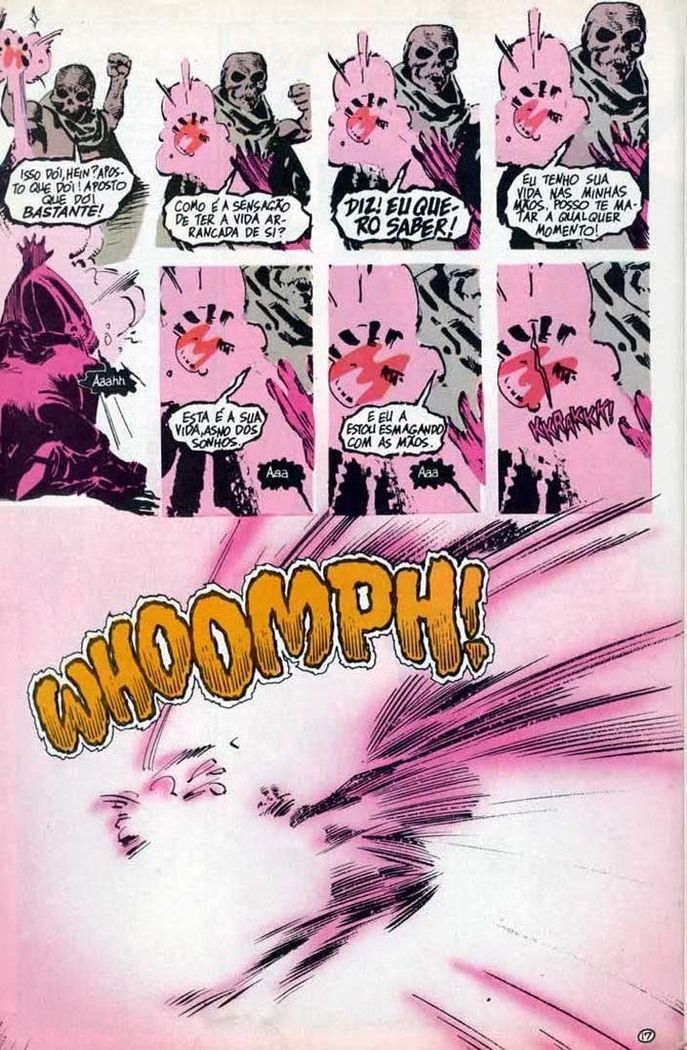 ISSO DÓI, HEIN? APOS-
TO QUE DÓI! APOSTO
QUE DÓI
BASTANTE!
COMO É A SENSAÇÃO
DE TER A VIDA AR-
RANCADA DE SI?
DIZ! EU QUE-
RO SABER!
EU TENHO SUA
VIDA NAS MINHAS
MÃOS. POSSO TE MA-
TAR A QUALQUER
MOMENTO!
Aaahh
ESTA É A SUA
VIDA, ASNO DOS
SONHOS.
Aaa
E EU A
ESTOU ESMAGANDO
COM AS MÃOS.
Aaa
KKRAKKK!
WHOOMPH!
17